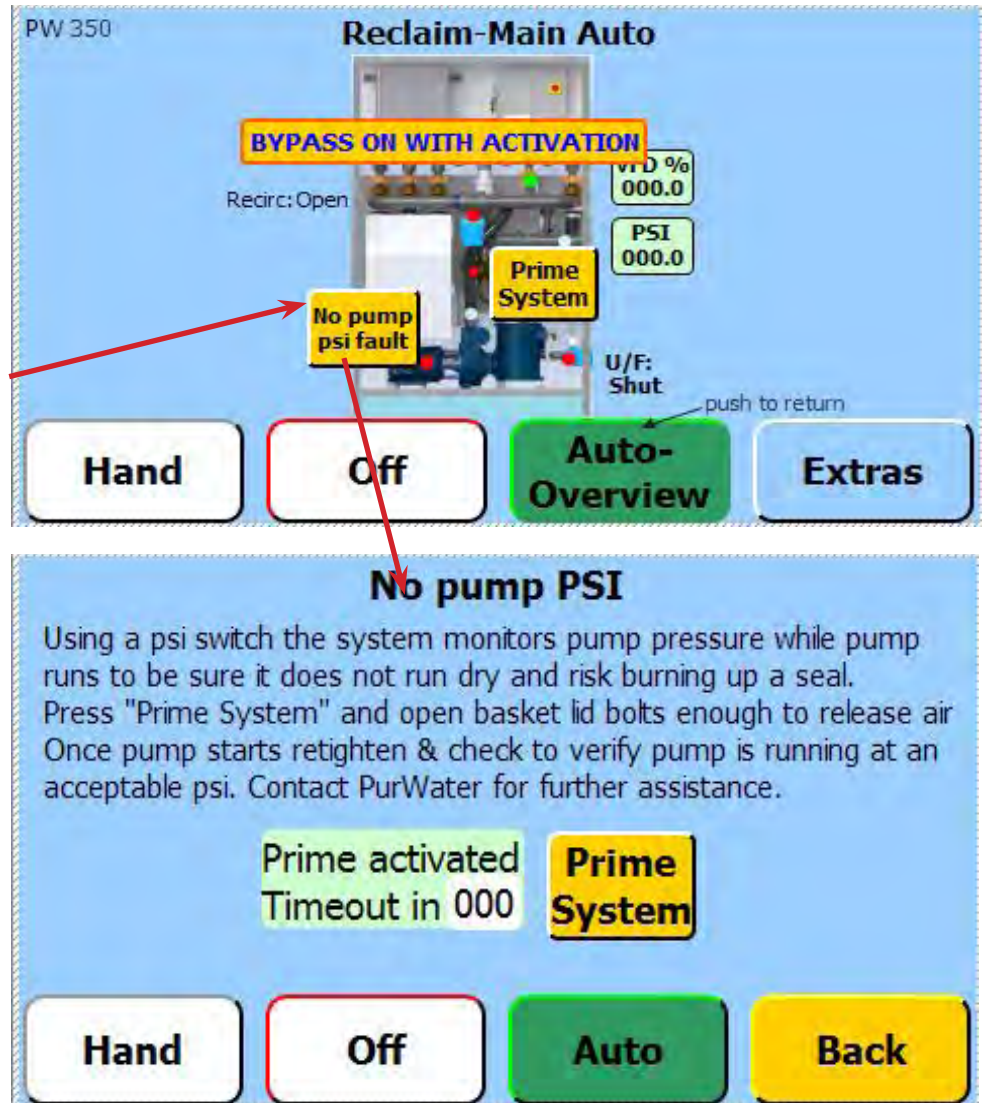 PW 350
Reclaim-Main Auto
BYPASS ON WITH ACTIVATION
VFD %
000.0
Recirc: Open
PSI
000.0
Prime
System
No pump
psi fault
U/F:
Shut
push to return
Hand
Off
Auto-
Overview
Extras
No pump PSI
Using a psi switch the system monitors pump pressure while pump
runs to be sure it does not run dry and risk burning up a seal.
Press "Prime System" and open basket lid bolts enough to release air
Once pump starts retighten & check to verify pump is running at an
acceptable psi. Contact PurWater for further assistance.
Prime activated
Timeout in 000
Prime
System
Hand
Off
Auto
Back